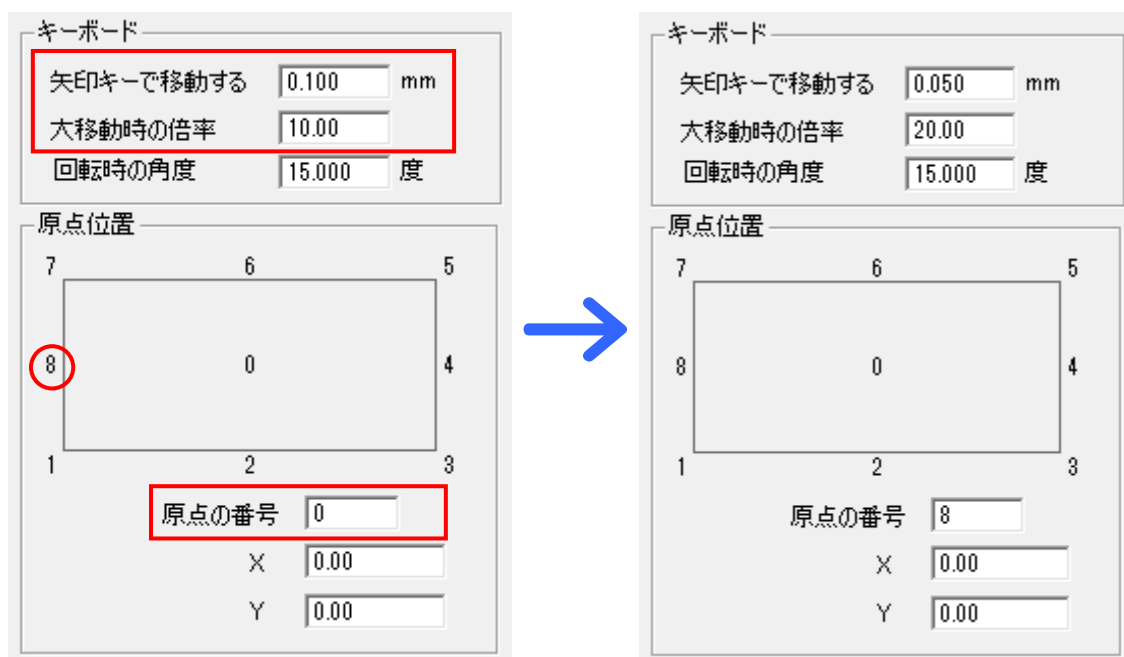 キーボード
矢印キーで移動する 0.100 mm
大移動時の倍率 10.00
回転時の角度 15.000 度
原点位置
7 6 5
8 0 4
1 2 3
原点の番号 0
X 0.00
Y 0.00
キーボード
矢印キーで移動する 0.050 mm
大移動時の倍率 20.00
回転時の角度 15.000 度
原点位置
7 6 5
8 0 4
1 2 3
原点の番号 8
X 0.00
Y 0.00